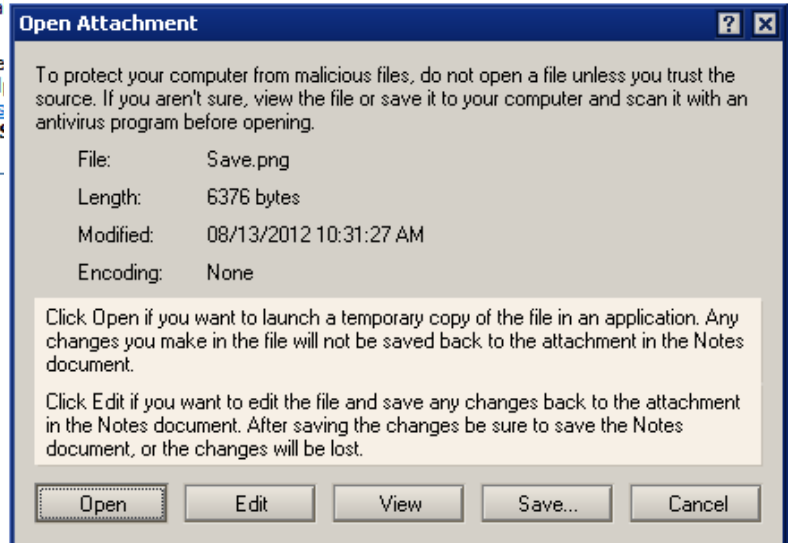 Open Attachment
To protect your computer from malicious files, do not open a file unless you trust the
source. If you aren't sure, view the file or save it to your computer and scan it with an
antivirus program before opening.
File: Save.png
Length: 6376 bytes
Modified: 08/13/2012 10:31:27 AM
Encoding: None
Click Open if you want to launch a temporary copy of the file in an application. Any
changes you make in the file will not be saved back to the attachment in the Notes
document.
Click Edit if you want to edit the file and save any changes back to the attachment
in the Notes document. After saving the changes be sure to save the Notes
document, or the changes will be lost.
Open Edit View Save... Cancel